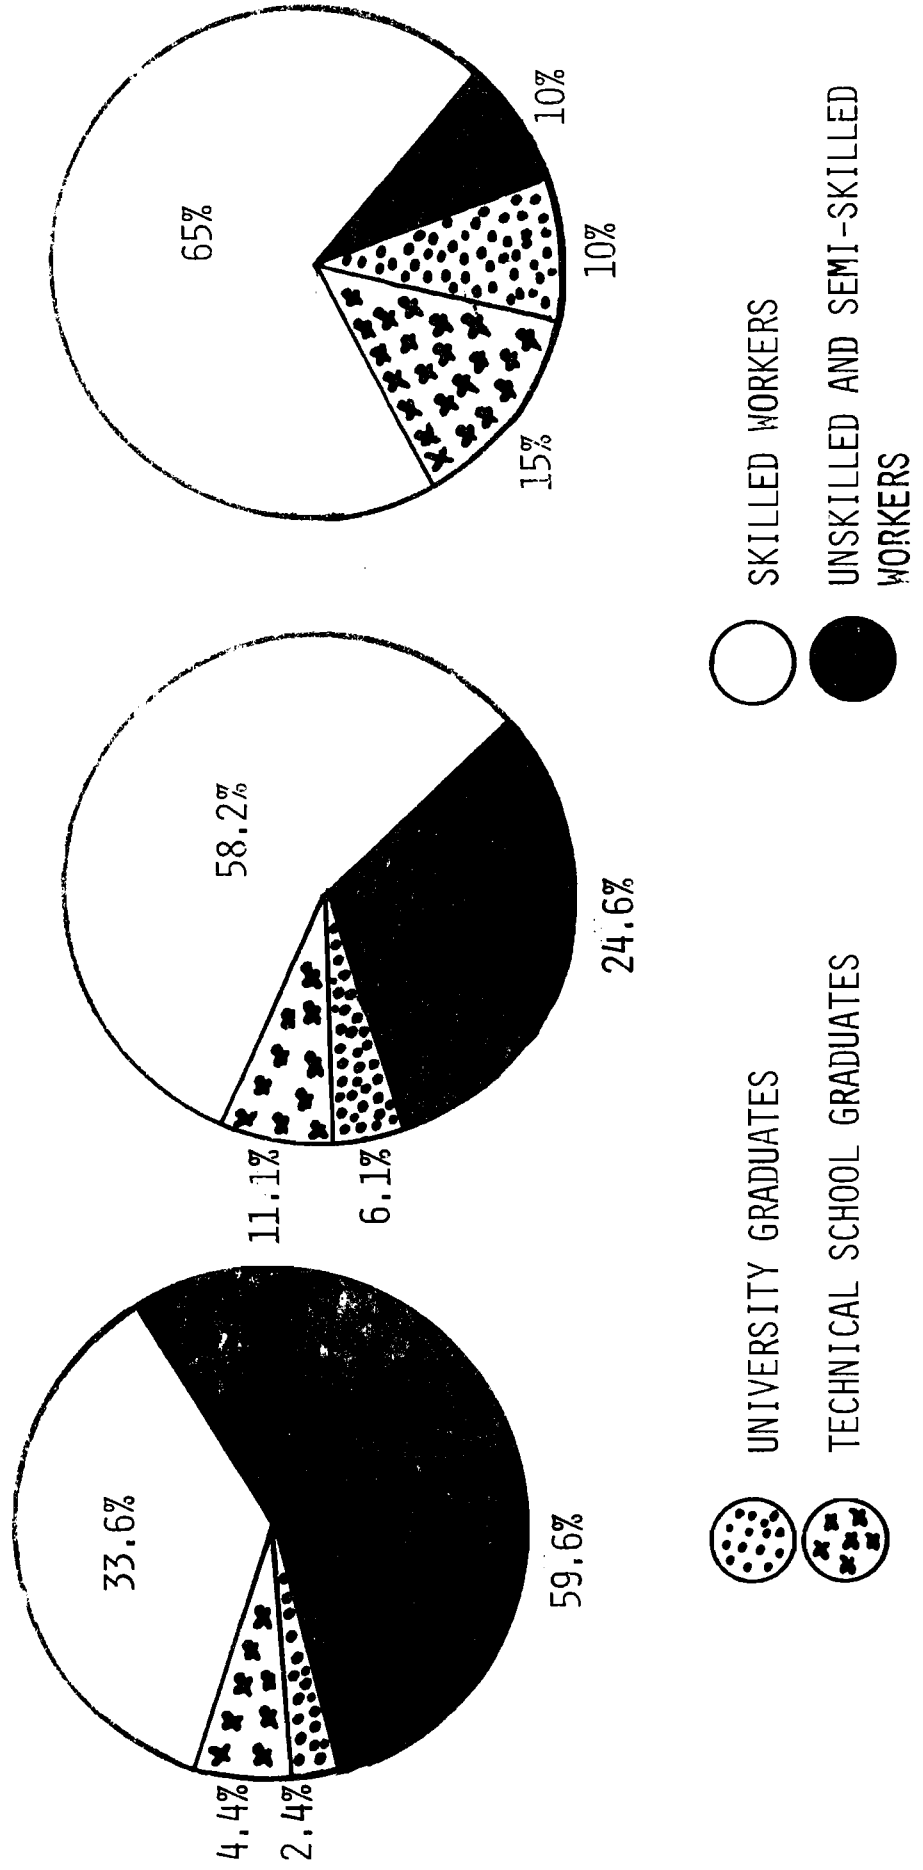 33.6%
4.4%
2.4%
59.6%
58.2%
11.1%
6.1%
24.6%
65%
15%
10%
10%
UNIVERSITY GRADUATES
TECHNICAL SCHOOL GRADUATES
SKILLED WORKERS
UNSKILLED AND SEMI-SKILLED
WORKERS